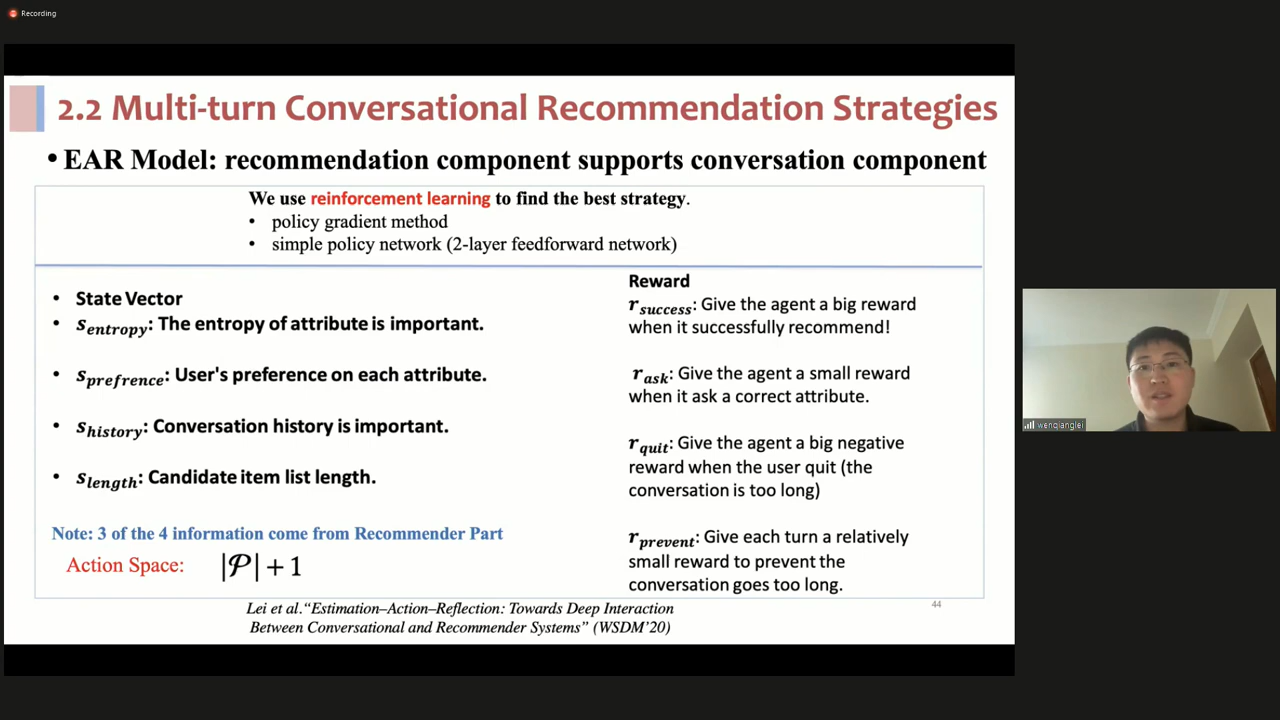 Recording
2.2 Multi-turn Conversational Recommendation Strategies
• EAR Model: recommendation component supports conversation component
We use reinforcement learning to find the best strategy.
• policy gradient method
• simple policy network (2-layer feedforward network)
• State Vector
• s_entropy: The entropy of attribute is important.
• s_prefrence: User's preference on each attribute.
• s_history: Conversation history is important.
• s_length: Candidate item list length.
Note: 3 of the 4 information come from Recommender Part
Action Space: |𝒫| + 1
Reward
r_success: Give the agent a big reward
when it successfully recommend!
r_ask: Give the agent a small reward
when it ask a correct attribute.
r_quit: Give the agent a big negative
reward when the user quit (the
conversation is too long)
r_prevent: Give each turn a relatively
small reward to prevent the
conversation goes too long.
Lei et al.“Estimation–Action–Reflection: Towards Deep Interaction
Between Conversational and Recommender Systems” (WSDM’20)
44
wenqianglei